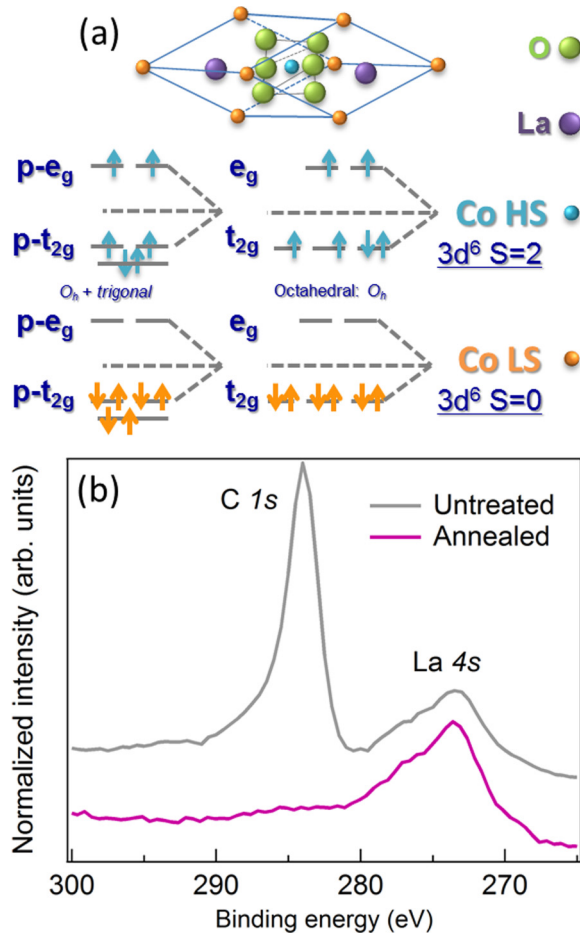 (a)
O
La
p-eg
eg
p-t2g
t2g
Co HS
3d⁶ S=2
Oh + trigonal
Octahedral: Oh
p-eg
eg
p-t2g
t2g
Co LS
3d⁶ S=0
(b)
C 1s
Untreated
Annealed
La 4s
Normalized intensity (arb. units)
300
290
280
270
Binding energy (eV)